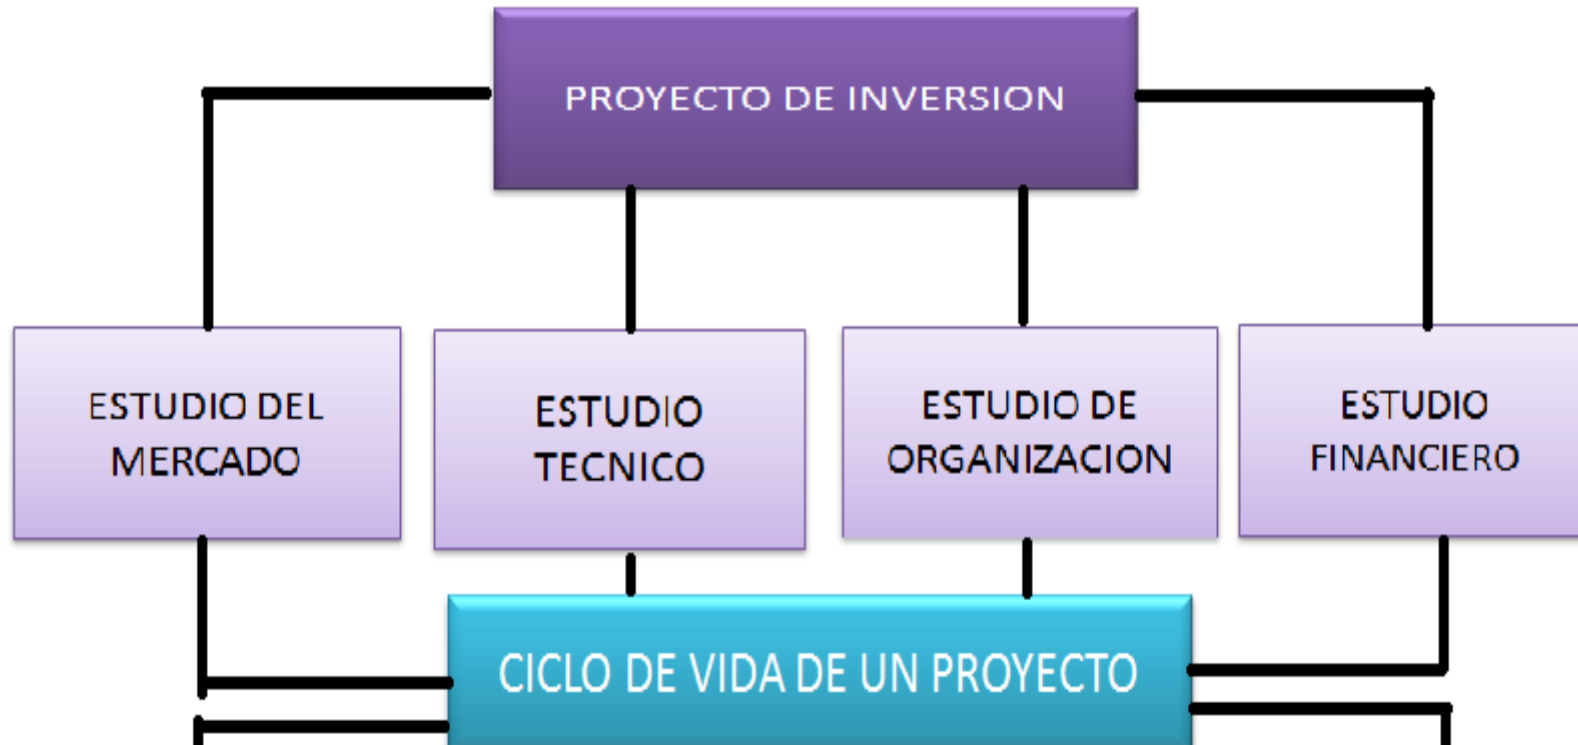 PROYECTO DE INVERSION
ESTUDIO DEL
MERCADO
ESTUDIO
TECNICO
ESTUDIO DE
ORGANIZACION
ESTUDIO
FINANCIERO
CICLO DE VIDA DE UN PROYECTO